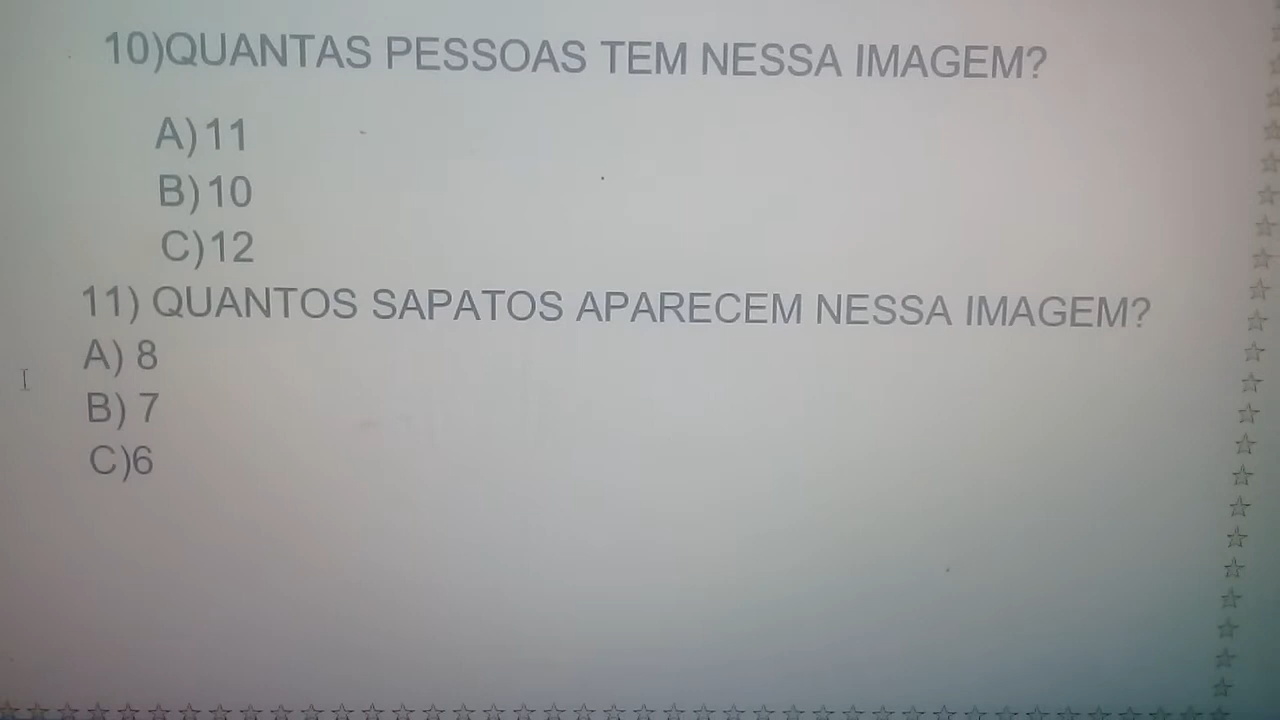 10)QUANTAS PESSOAS TEM NESSA IMAGEM?
A)11
B)10
C)12
11) QUANTOS SAPATOS APARECEM NESSA IMAGEM?
A) 8
B) 7
C)6